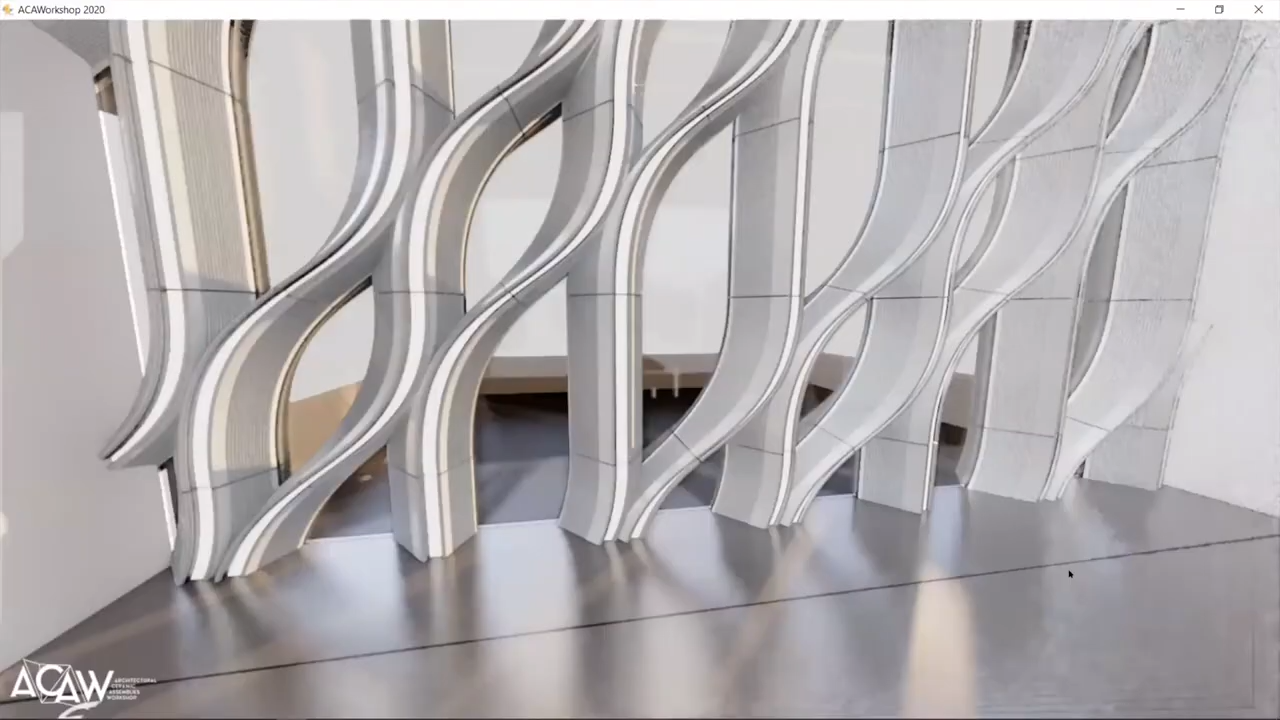 ACAWorkshop 2020
ACAW
ARCHITECTURAL
CERAMIC
ASSEMBLIES
WORKSHOP